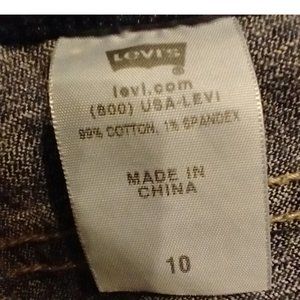 LEVI'S
®
levi.com
(800) USA-LEVI
99% COTTON, 1% SPANDEX
MADE IN
CHINA
10